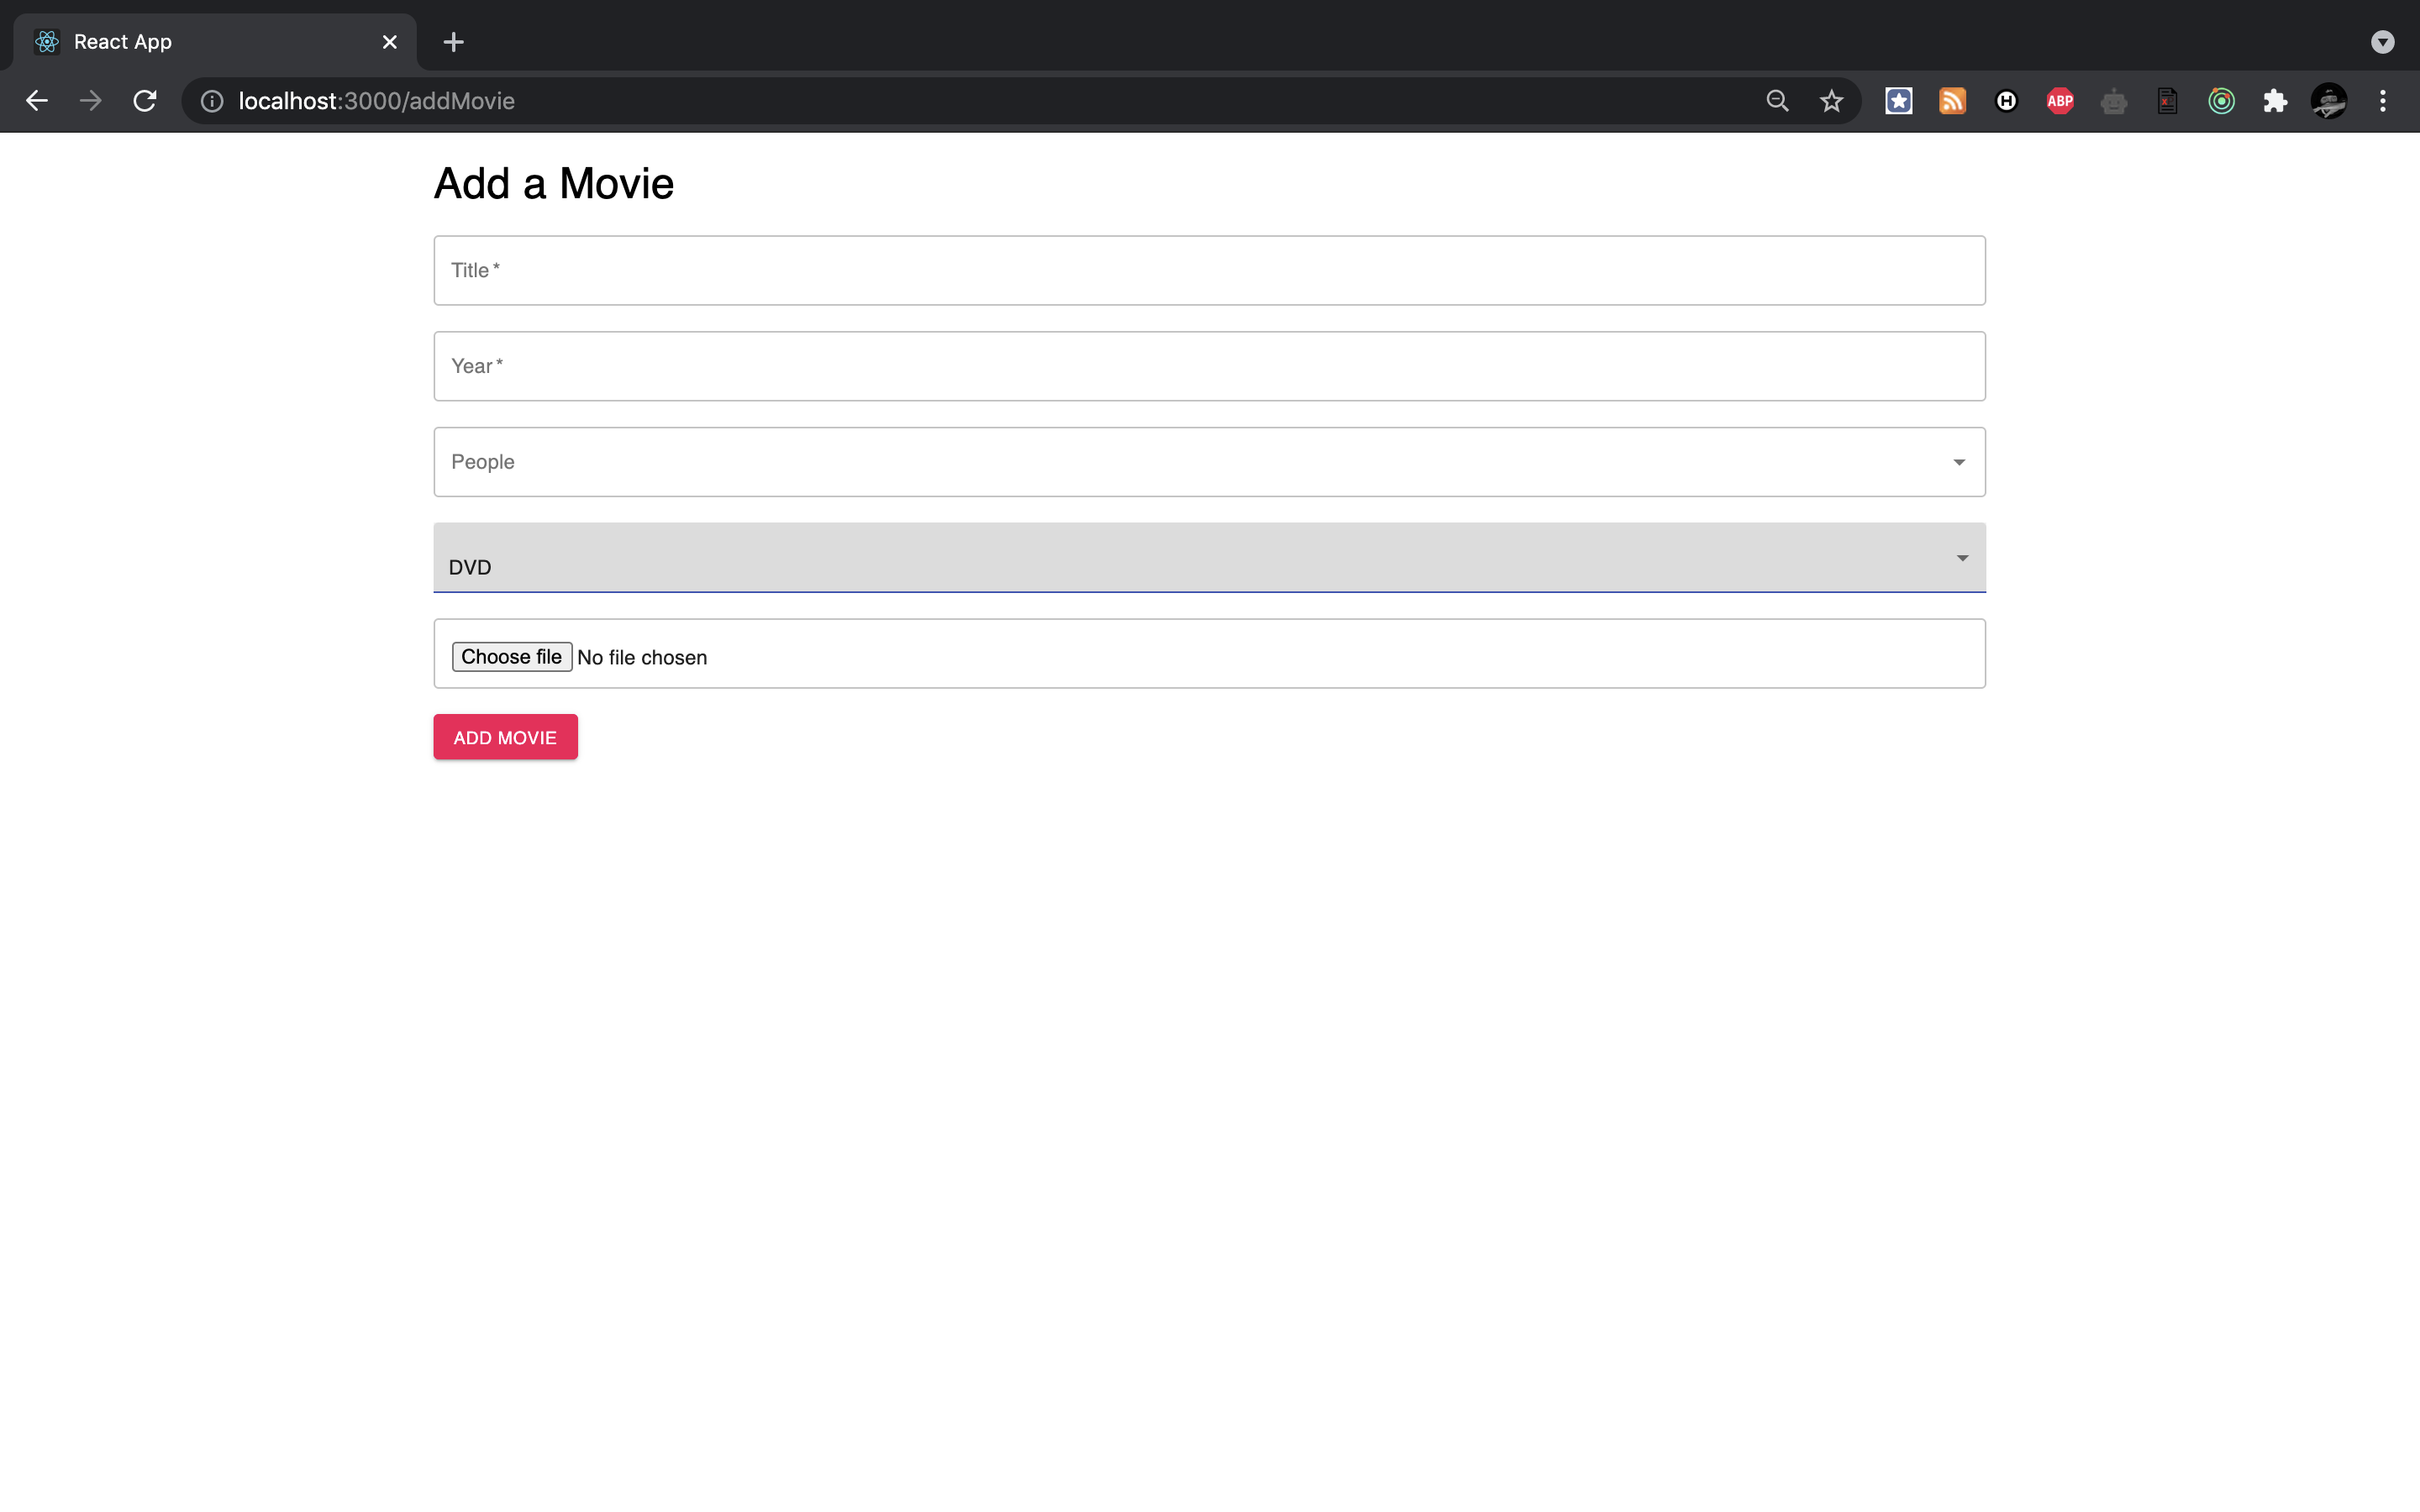 React App
localhost:3000/addMovie
H
ABP
Add a Movie
Title *
Year *
People
DVD
Choose file No file chosen
ADD MOVIE